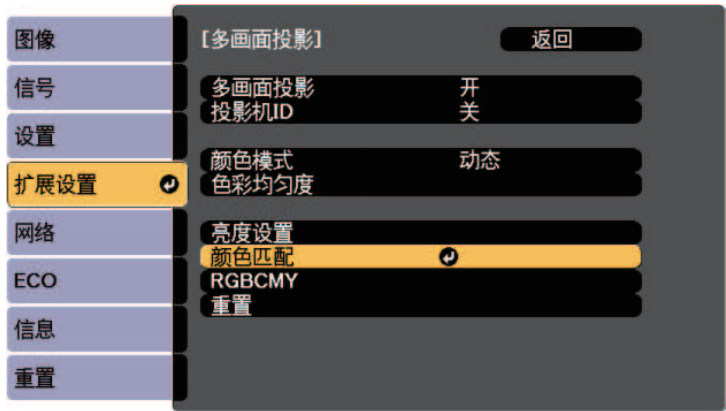 图像
信号
设置
扩展设置
网络
ECO
信息
重置
[多画面投影]
返回
多画面投影 开
投影机ID 关
颜色模式 动态
色彩均匀度
亮度设置
颜色匹配
RGBCMY
重置